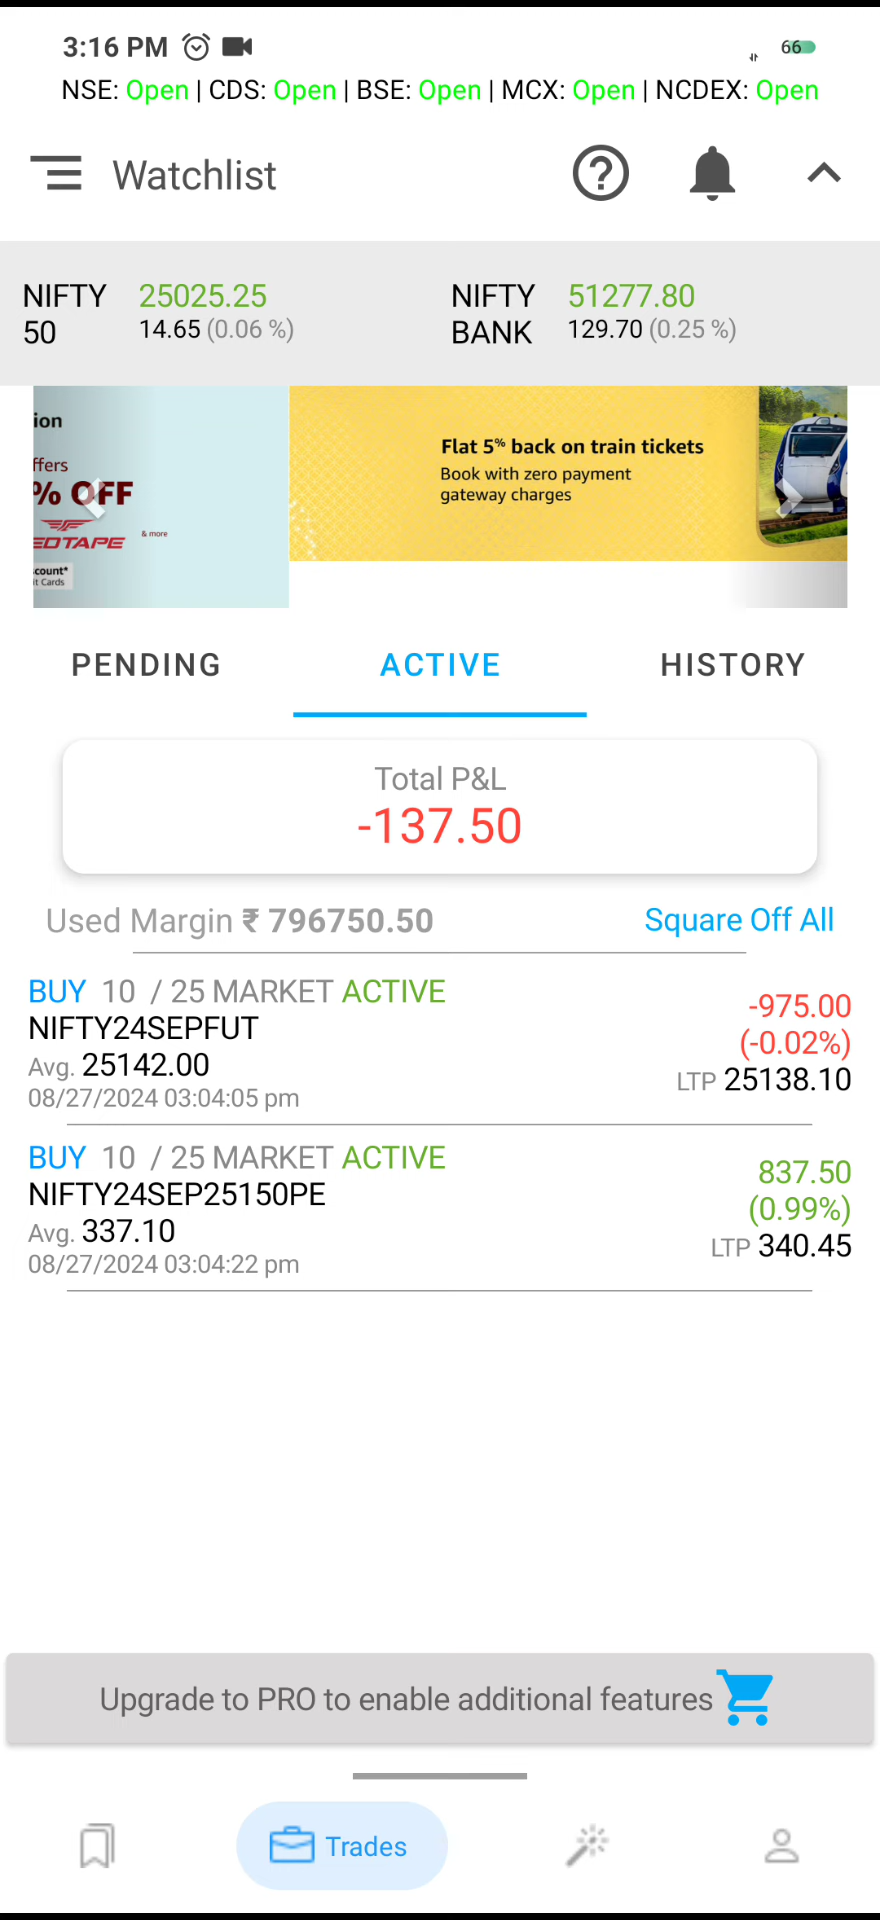 3:16 PM 66
NSE: Open | CDS: Open | BSE: Open | MCX: Open | NCDEX: Open
Watchlist
NIFTY 50 25025.25
14.65 (0.06 %)
NIFTY BANK 51277.80
129.70 (0.25 %)
ion
ffers
% OFF
EDTAPE
& more
count*
it Cards
Flat 5% back on train tickets
Book with zero payment
gateway charges
PENDING ACTIVE HISTORY
Total P&L
-137.50
Used Margin ₹ 796750.50 Square Off All
BUY 10 / 25 MARKET ACTIVE
-975.00
NIFTY24SEPFUT
(-0.02%)
Avg. 25142.00
LTP 25138.10
08/27/2024 03:04:05 pm
BUY 10 / 25 MARKET ACTIVE
837.50
NIFTY24SEP25150PE
(0.99%)
Avg. 337.10
LTP 340.45
08/27/2024 03:04:22 pm
Upgrade to PRO to enable additional features
Trades